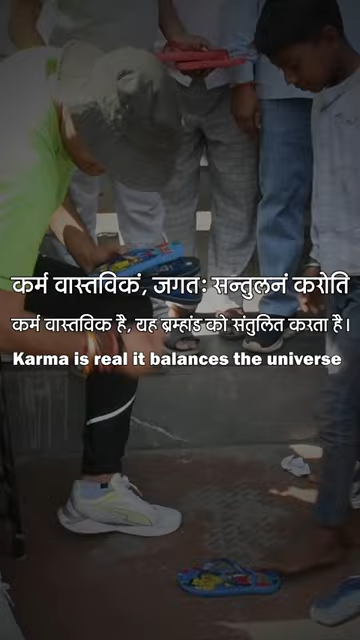 कर्म वास्तविकं, जगतः सन्तुलनं करोति
कर्म वास्तविक है, यह ब्रम्हांड को संतुलित करता है।
Karma is real it balances the universe